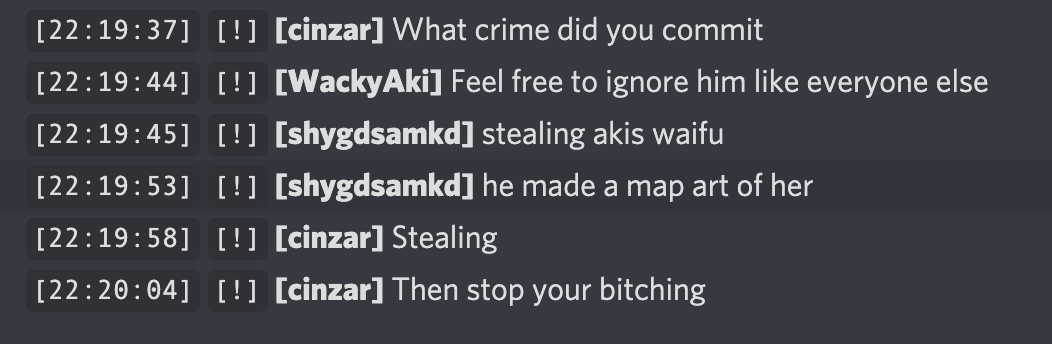 [22:19:37] [!] [cinzar] What crime did you commit
[22:19:44] [!] [WackyAki] Feel free to ignore him like everyone else
[22:19:45] [!] [shygdsamkd] stealing akis waifu
[22:19:53] [!] [shygdsamkd] he made a map art of her
[22:19:58] [!] [cinzar] Stealing
[22:20:04] [!] [cinzar] Then stop your bitching